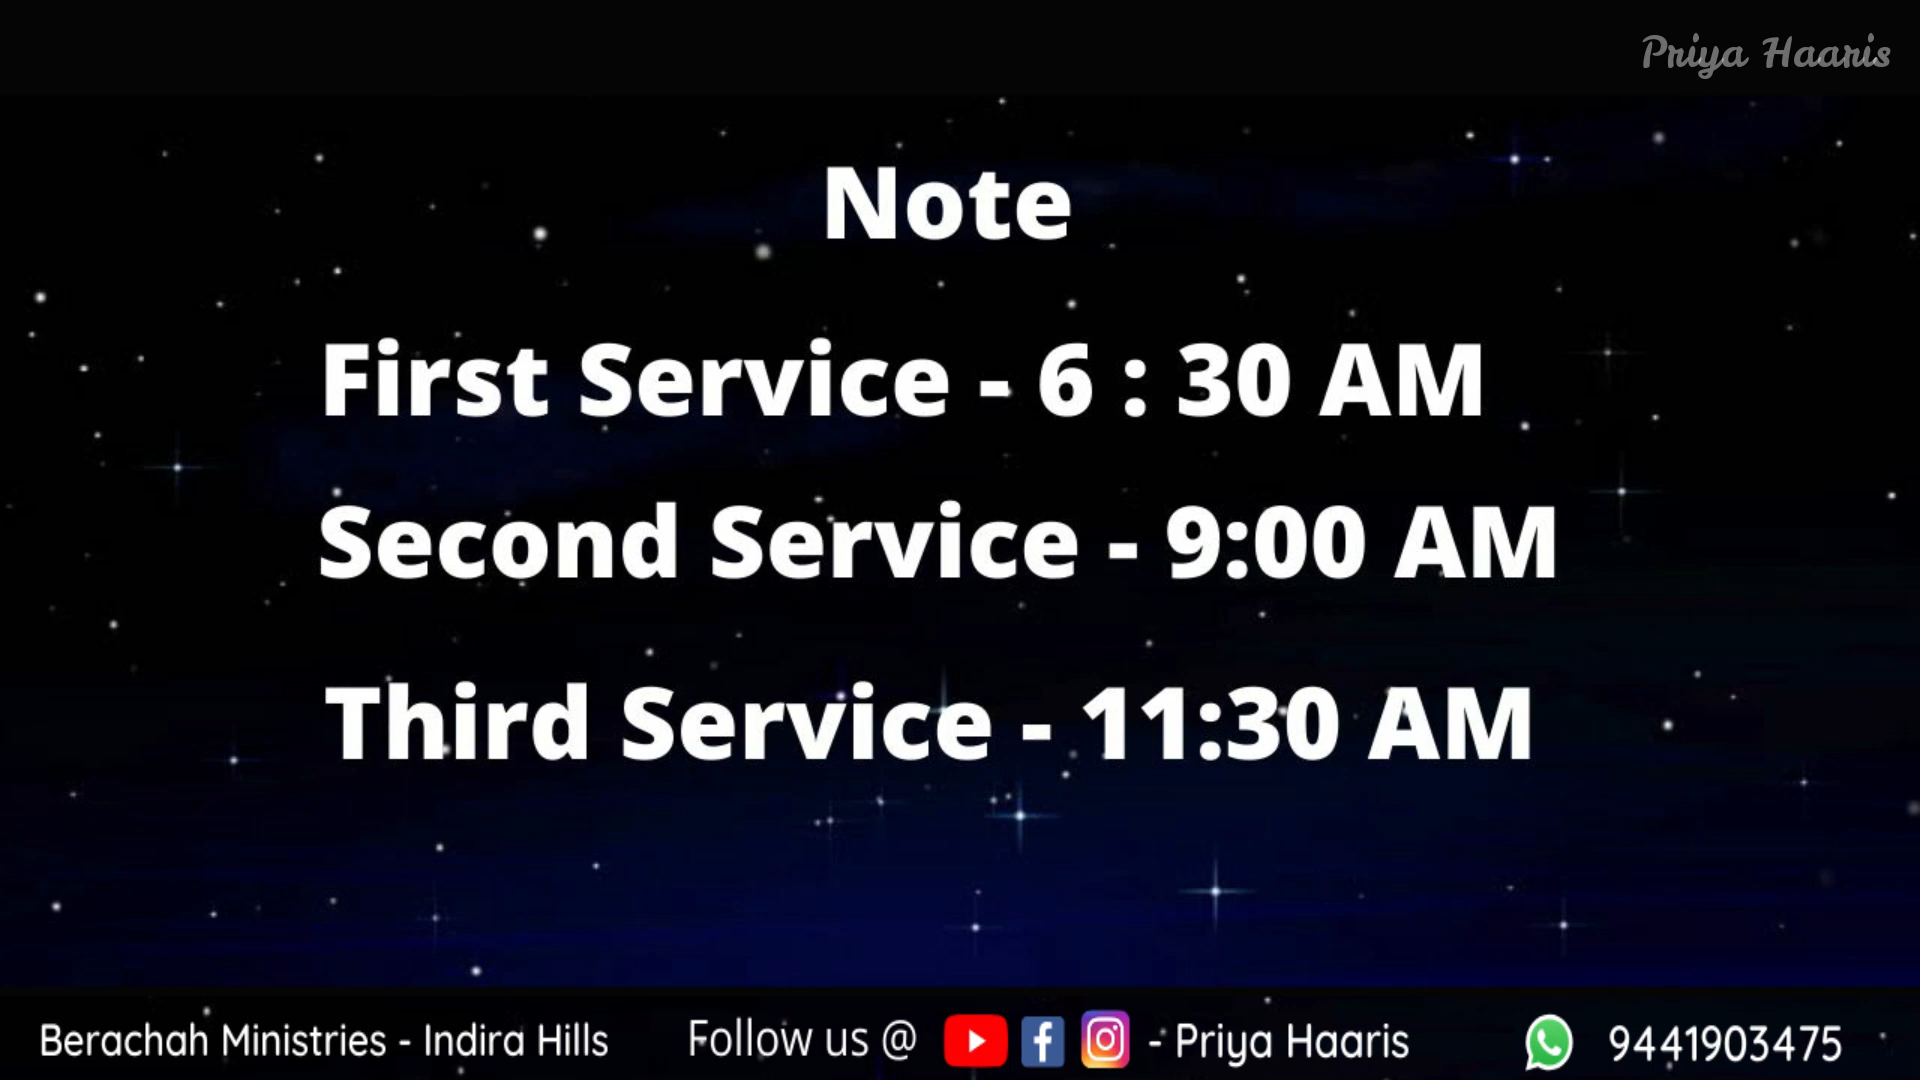 Priya Haaris
Note
First Service - 6 : 30 AM
Second Service - 9:00 AM
Third Service - 11:30 AM
Berachah Ministries - Indira Hills Follow us @ - Priya Haaris 9441903475